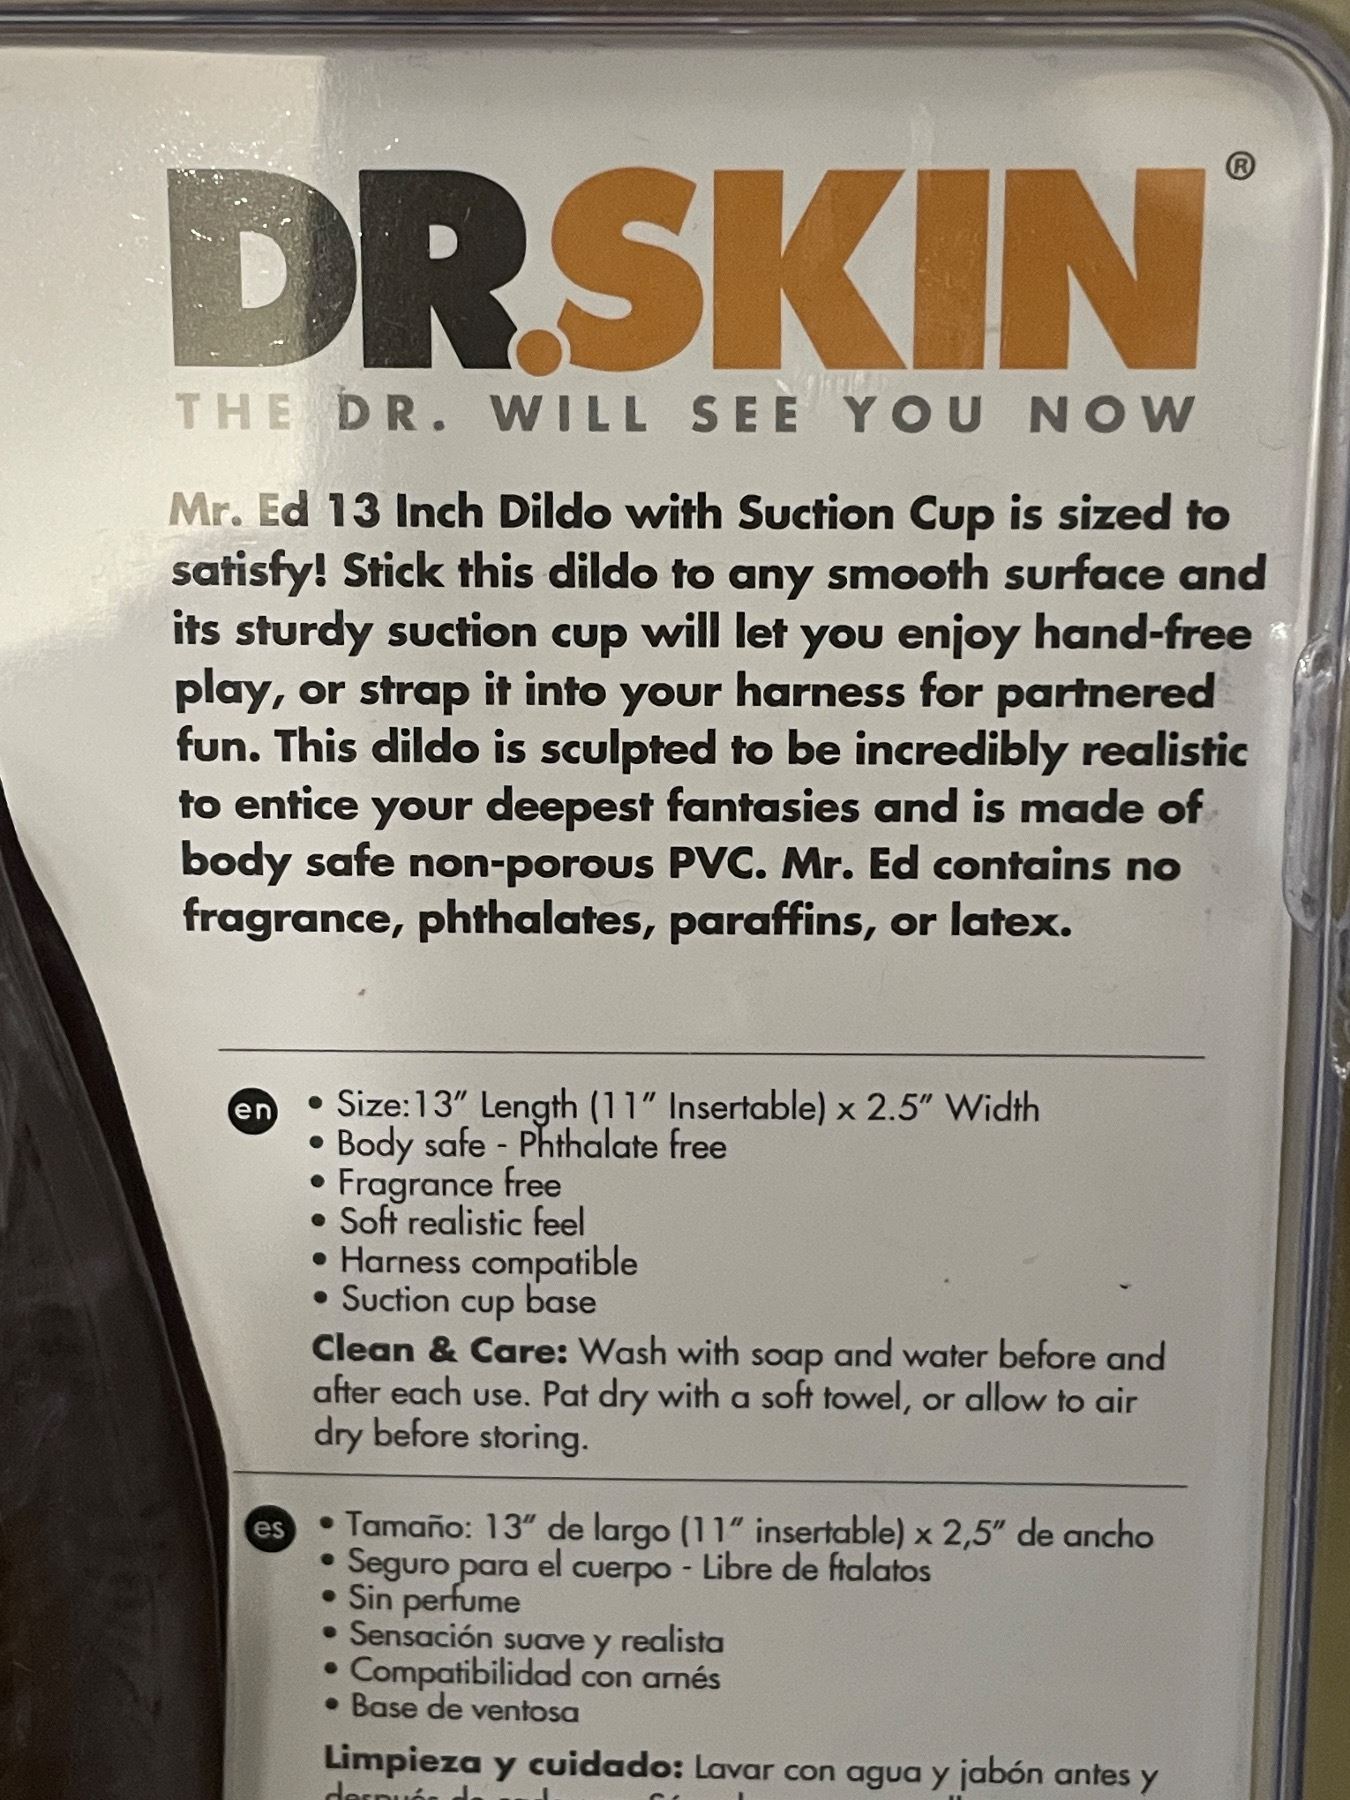 DR.SKIN®
THE DR. WILL SEE YOU NOW
Mr. Ed 13 Inch Dildo with Suction Cup is sized to
satisfy! Stick this dildo to any smooth surface and
its sturdy suction cup will let you enjoy hand-free
play, or strap it into your harness for partnered
fun. This dildo is sculpted to be incredibly realistic
to entice your deepest fantasies and is made of
body safe non-porous PVC. Mr. Ed contains no
fragrance, phthalates, paraffins, or latex.
en • Size:13” Length (11” Insertable) x 2.5” Width
• Body safe - Phthalate free
• Fragrance free
• Soft realistic feel
• Harness compatible
• Suction cup base
Clean & Care: Wash with soap and water before and
after each use. Pat dry with a soft towel, or allow to air
dry before storing.
es • Tamaño: 13” de largo (11” insertable) x 2,5” de ancho
• Seguro para el cuerpo - Libre de ftalatos
• Sin perfume
• Sensación suave y realista
• Compatibilidad con arnés
• Base de ventosa
Limpieza y cuidado: Lavar con agua y jabón antes y
después de